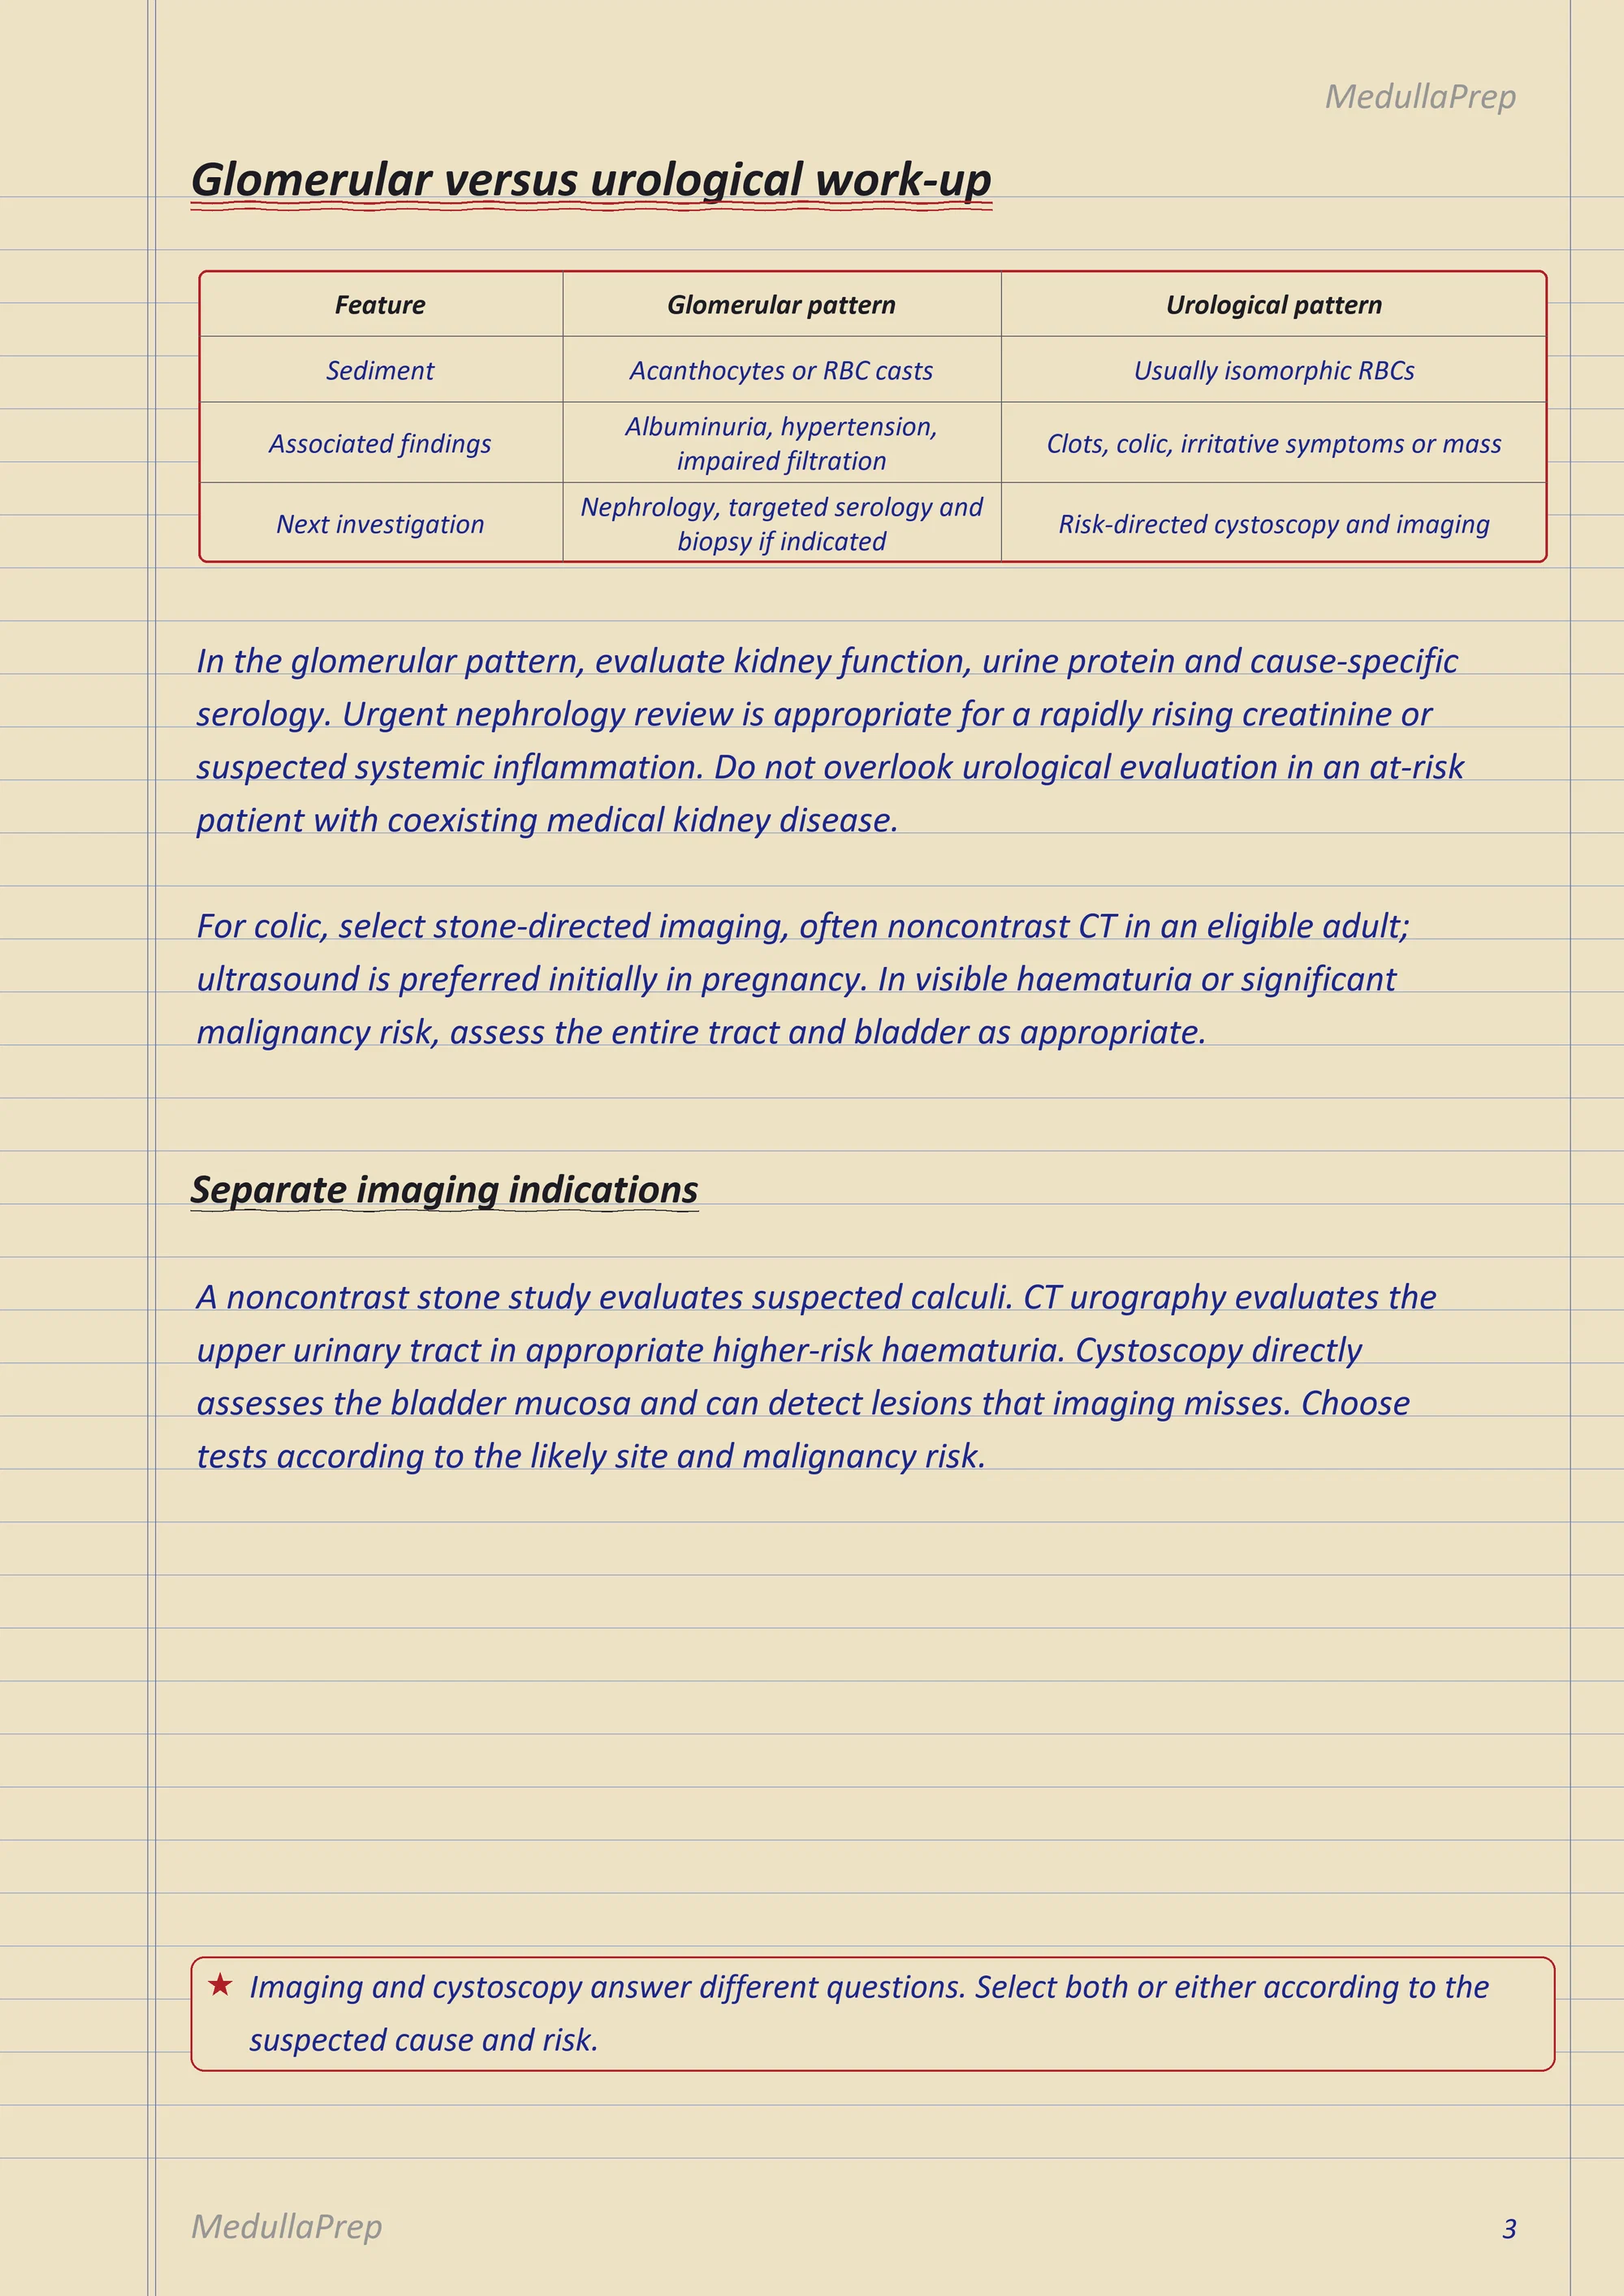 MedullaPrep
Glomerular versus urological work-up
Feature Glomerular pattern Urological pattern
Sediment Acanthocytes or RBC casts Usually isomorphic RBCs
Associated findings Albuminuria, hypertension, impaired filtration Clots, colic, irritative symptoms or mass
Next investigation Nephrology, targeted serology and biopsy if indicated Risk-directed cystoscopy and imaging
In the glomerular pattern, evaluate kidney function, urine protein and cause-specific
serology. Urgent nephrology review is appropriate for a rapidly rising creatinine or
suspected systemic inflammation. Do not overlook urological evaluation in an at-risk
patient with coexisting medical kidney disease.
For colic, select stone-directed imaging, often noncontrast CT in an eligible adult;
ultrasound is preferred initially in pregnancy. In visible haematuria or significant
malignancy risk, assess the entire tract and bladder as appropriate.
Separate imaging indications
A noncontrast stone study evaluates suspected calculi. CT urography evaluates the
upper urinary tract in appropriate higher-risk haematuria. Cystoscopy directly
assesses the bladder mucosa and can detect lesions that imaging misses. Choose
tests according to the likely site and malignancy risk.
★ Imaging and cystoscopy answer different questions. Select both or either according to the
suspected cause and risk.
MedullaPrep 3